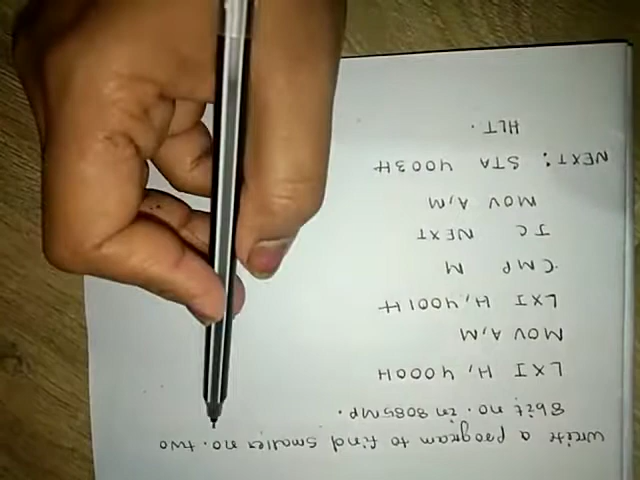 Write a program to find smaller no. two
8bit no. in 8085MP.
LXI H, 4000H
MOV A,M
LXI H, 4001H
CMP M
JC NEXT
MOV A,M
NEXT: STA 4003H
HLT.